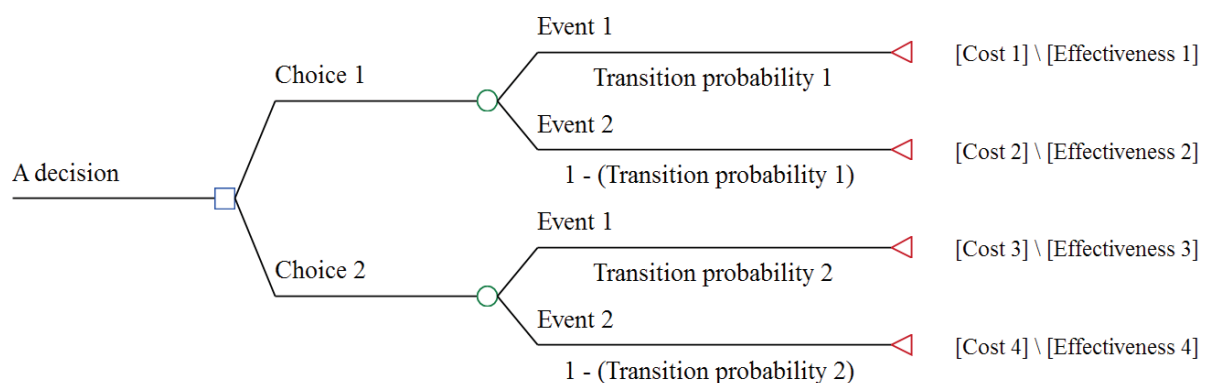 Event 1
[Cost 1] \ [Effectiveness 1]
Choice 1
Transition probability 1
Event 2
[Cost 2] \ [Effectiveness 2]
A decision
1 - (Transition probability 1)
Event 1
[Cost 3] \ [Effectiveness 3]
Choice 2
Transition probability 2
Event 2
[Cost 4] \ [Effectiveness 4]
1 - (Transition probability 2)